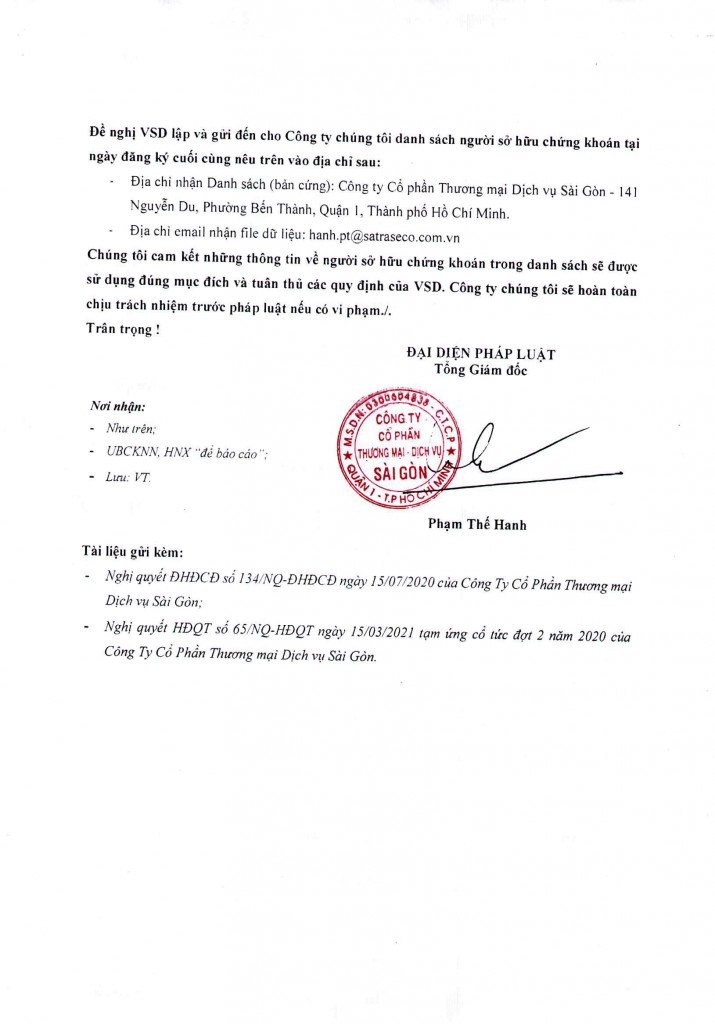 Đề nghị VSD lập và gửi đến cho Công ty chúng tôi danh sách người sở hữu chứng khoán tại
ngày đăng ký cuối cùng nêu trên vào địa chỉ sau:
- Địa chỉ nhận Danh sách (bản cứng): Công ty Cổ phần Thương mại Dịch vụ Sài Gòn - 141
Nguyễn Du, Phường Bến Thành, Quận 1, Thành phố Hồ Chí Minh.
- Địa chỉ email nhận file dữ liệu: hanh.pt@satraseco.com.vn
Chúng tôi cam kết những thông tin về người sở hữu chứng khoán trong danh sách sẽ được
sử dụng đúng mục đích và tuân thủ các quy định của VSD. Công ty chúng tôi sẽ hoàn toàn
chịu trách nhiệm trước pháp luật nếu có vi phạm./.
Trân trọng !
ĐẠI DIỆN PHÁP LUẬT
Tổng Giám đốc
Nơi nhận:
- Như trên;
- UBCKNN, HNX "để báo cáo";
- Lưu: VT.
M.S.D.N: 0300604838 - C.T.C.P
CÔNG TY
CỔ PHẦN
THƯƠNG MẠI - DỊCH VỤ
SÀI GÒN
QUẬN 1 - T.P HỒ CHÍ MINH
Phạm Thế Hanh
Tài liệu gửi kèm:
- Nghị quyết ĐHĐCĐ số 134/NQ-ĐHĐCĐ ngày 15/07/2020 của Công Ty Cổ Phần Thương mại
Dịch vụ Sài Gòn;
- Nghị quyết HĐQT số 65/NQ-HĐQT ngày 15/03/2021 tạm ứng cổ tức đợt 2 năm 2020 của
Công Ty Cổ Phần Thương mại Dịch vụ Sài Gòn.